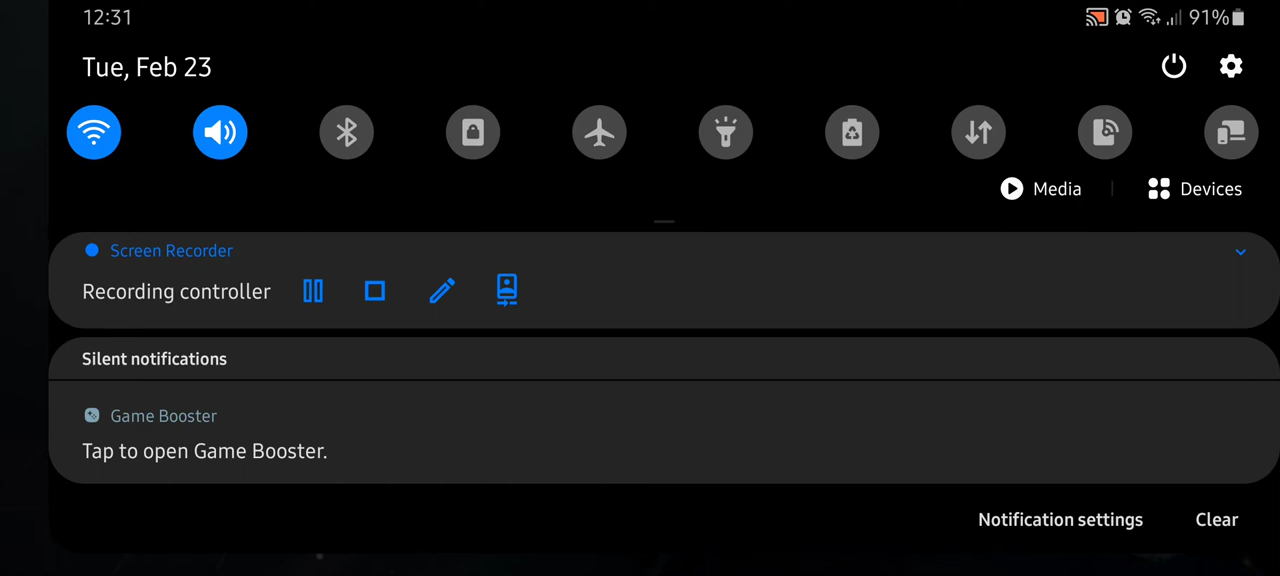 12:31
91%
Tue, Feb 23
Media
Devices
Screen Recorder
Recording controller
Silent notifications
Game Booster
Tap to open Game Booster.
Notification settings
Clear